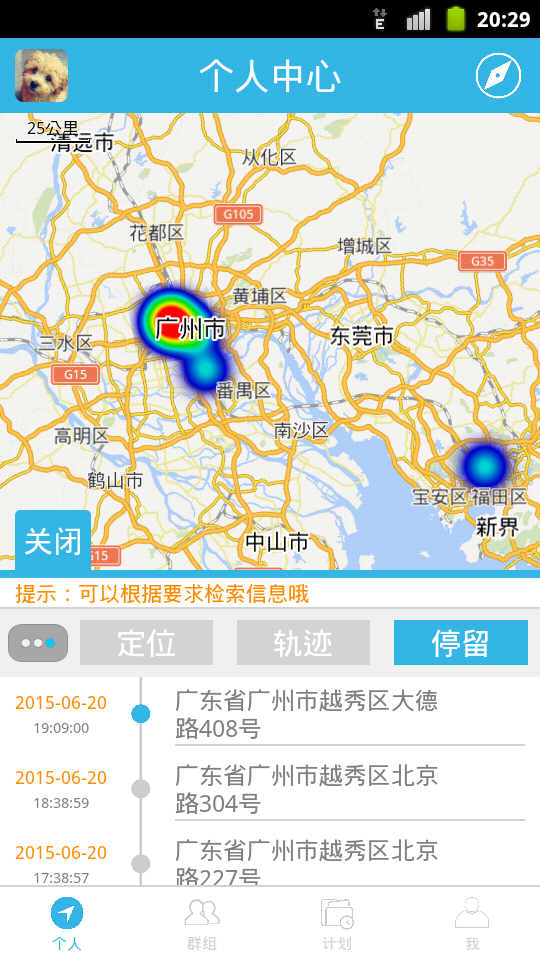 E 20:29
个人中心
25公里
清远市
从化区
G105
花都区
增城区
G35
黄埔区
广州市
东莞市
三水区
G15
番禺区
高明区
南沙区
鹤山市
宝安区 福田区
新界
关闭
中山市
G15
提示：可以根据要求检索信息哦
定位 轨迹 停留
2015-06-20
19:09:00
广东省广州市越秀区大德
路408号
2015-06-20
18:38:59
广东省广州市越秀区北京
路304号
2015-06-20
17:38:57
广东省广州市越秀区北京
路227号
个人 群组 计划 我